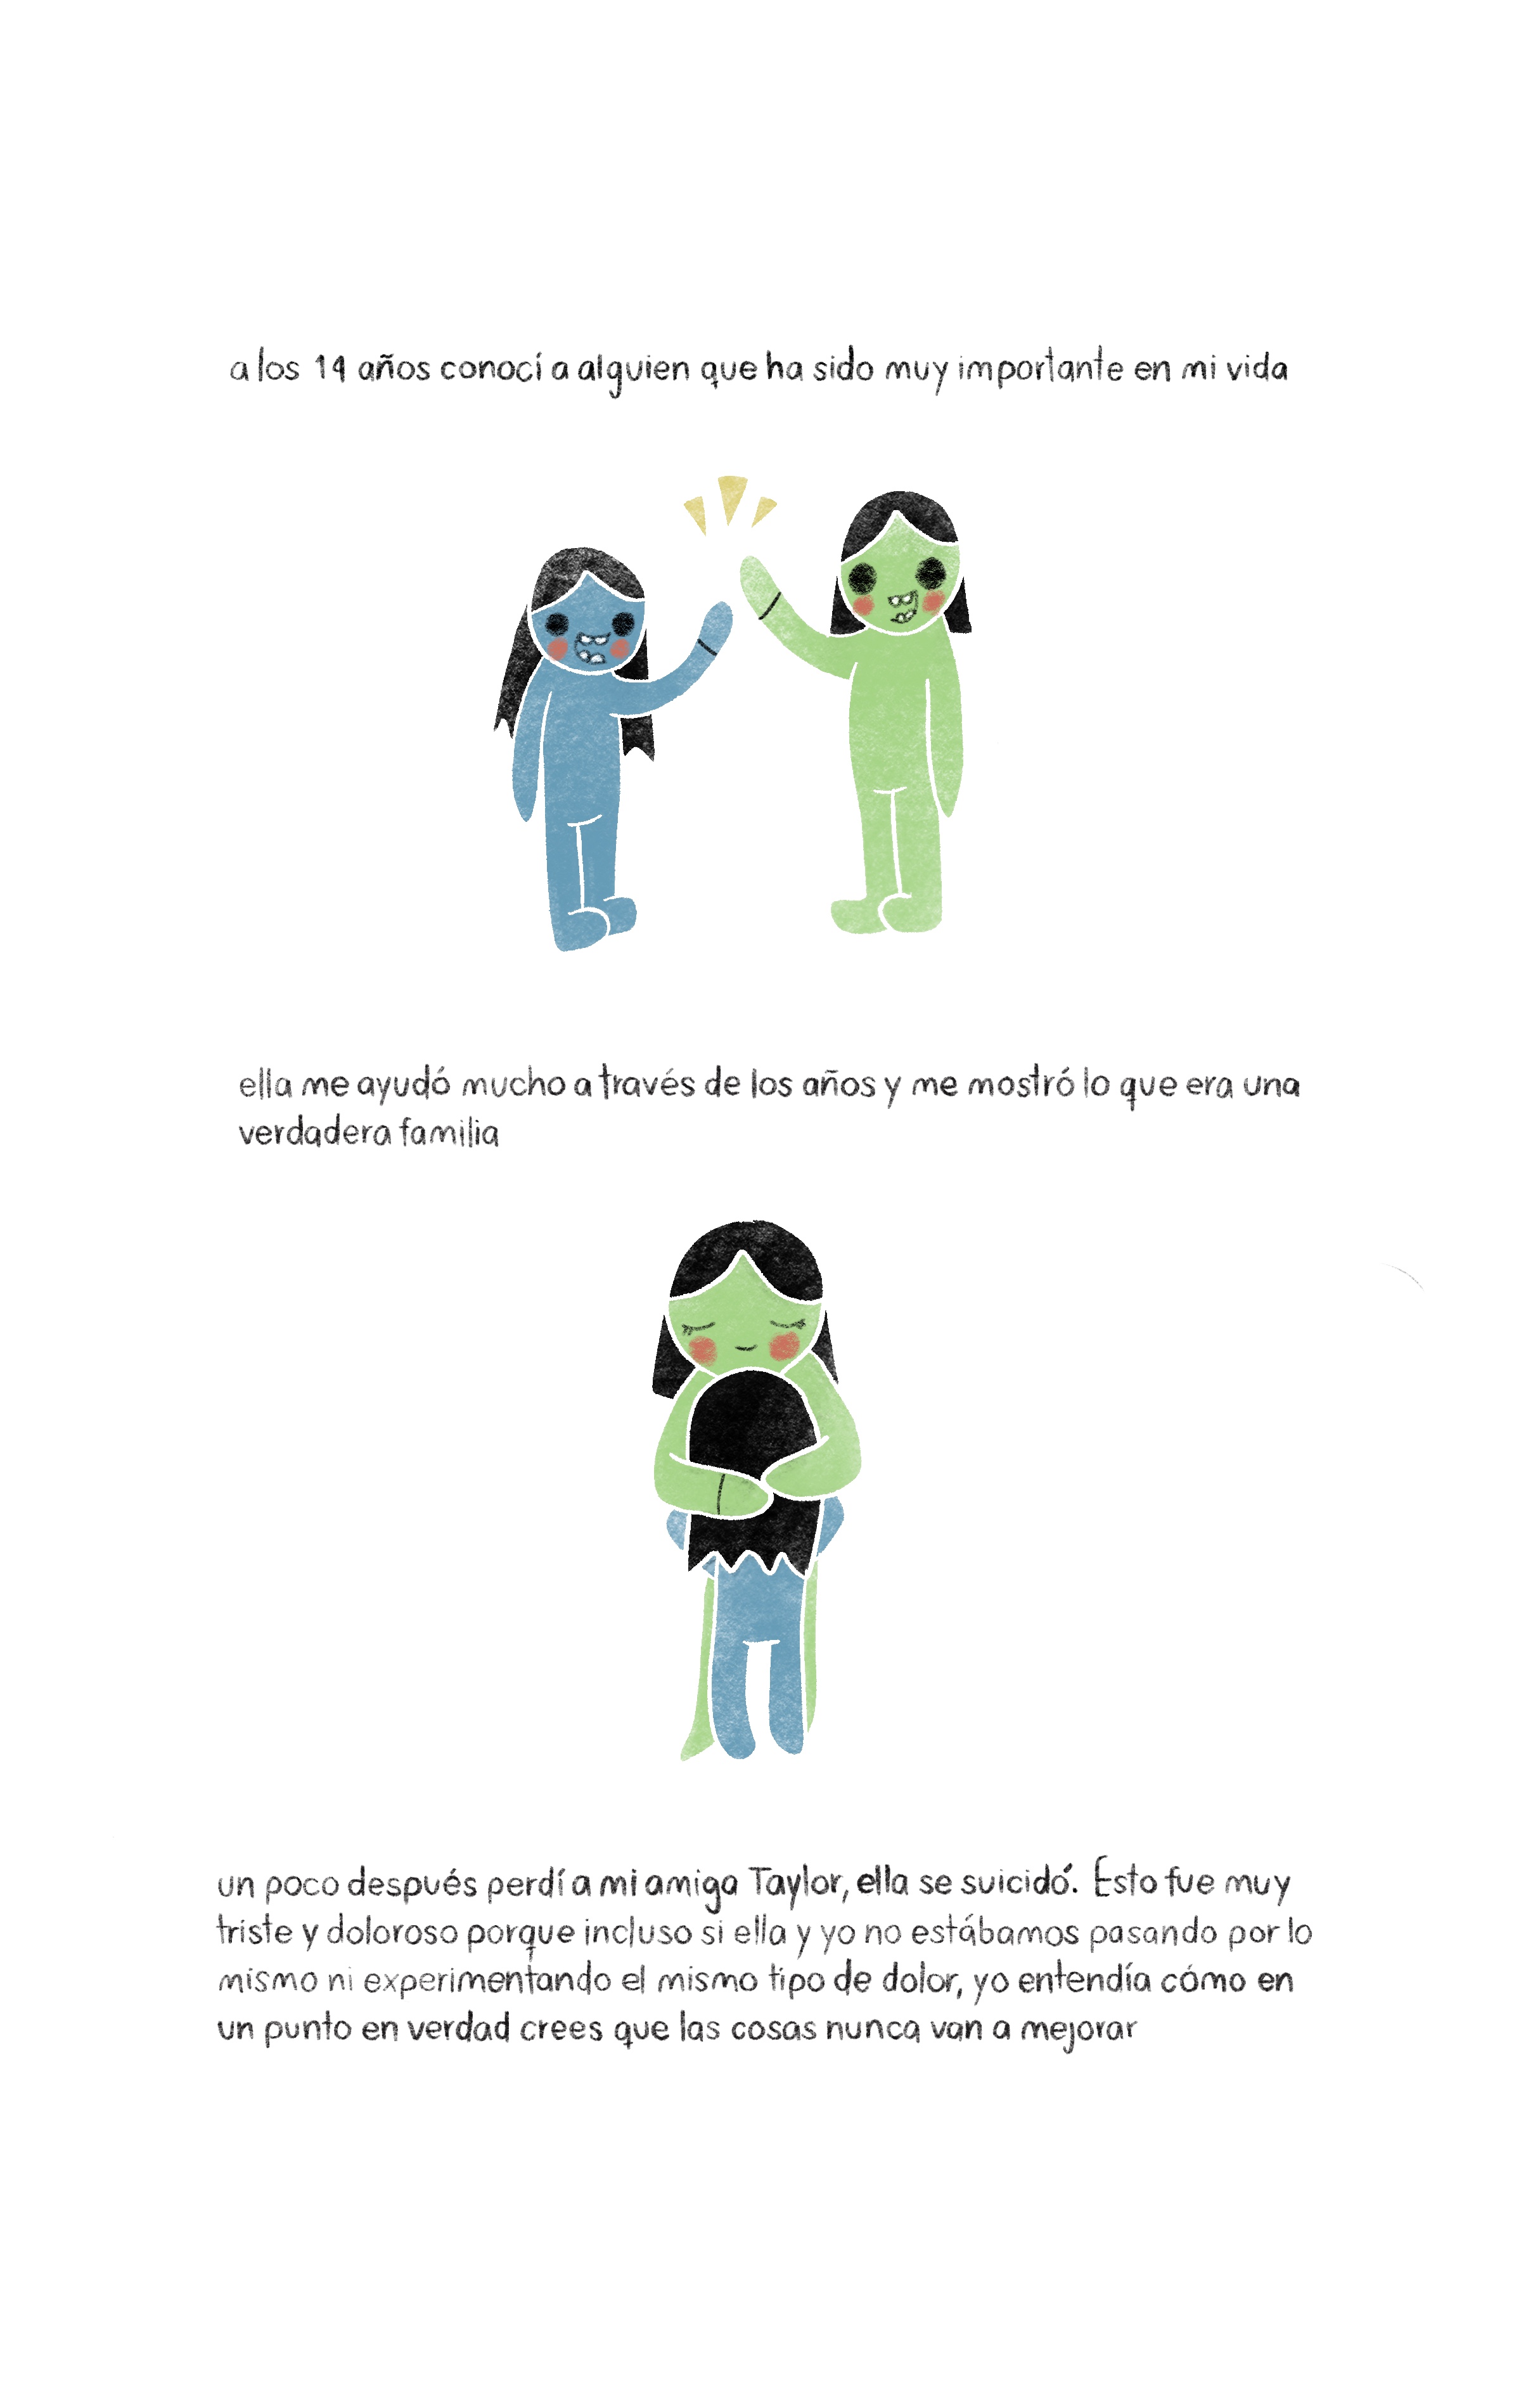 a los 14 años conocí a alguien que ha sido muy importante en mi vida
ella me ayudó mucho a través de los años y me mostró lo que era una
verdadera familia
un poco después perdí a mi amiga Taylor, ella se suicidó. Esto fue muy
triste y doloroso porque incluso si ella y yo no estábamos pasando por lo
mismo ni experimentando el mismo tipo de dolor, yo entendía cómo en
un punto en verdad crees que las cosas nunca van a mejorar